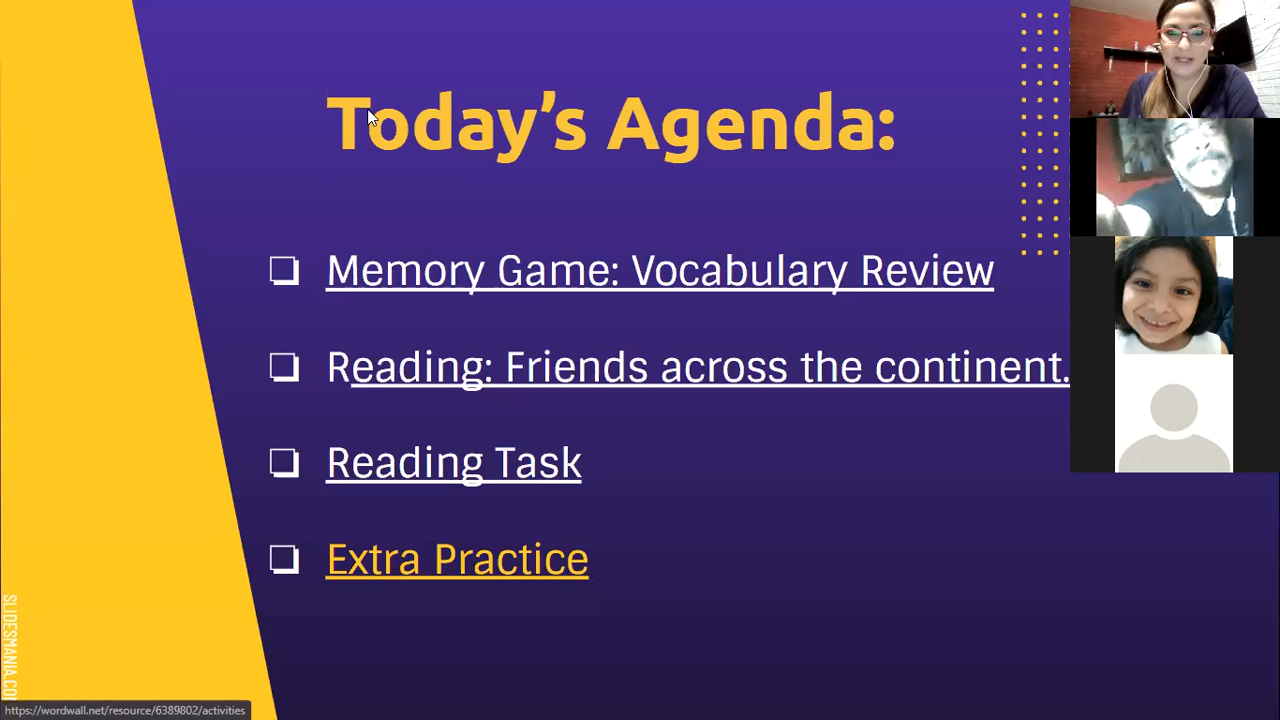 Today's Agenda:
❏ Memory Game: Vocabulary Review
❏ Reading: Friends across the continent.
❏ Reading Task
❏ Extra Practice
SLIDESMANIA.CO
https://wordwall.net/resource/6389802/activities